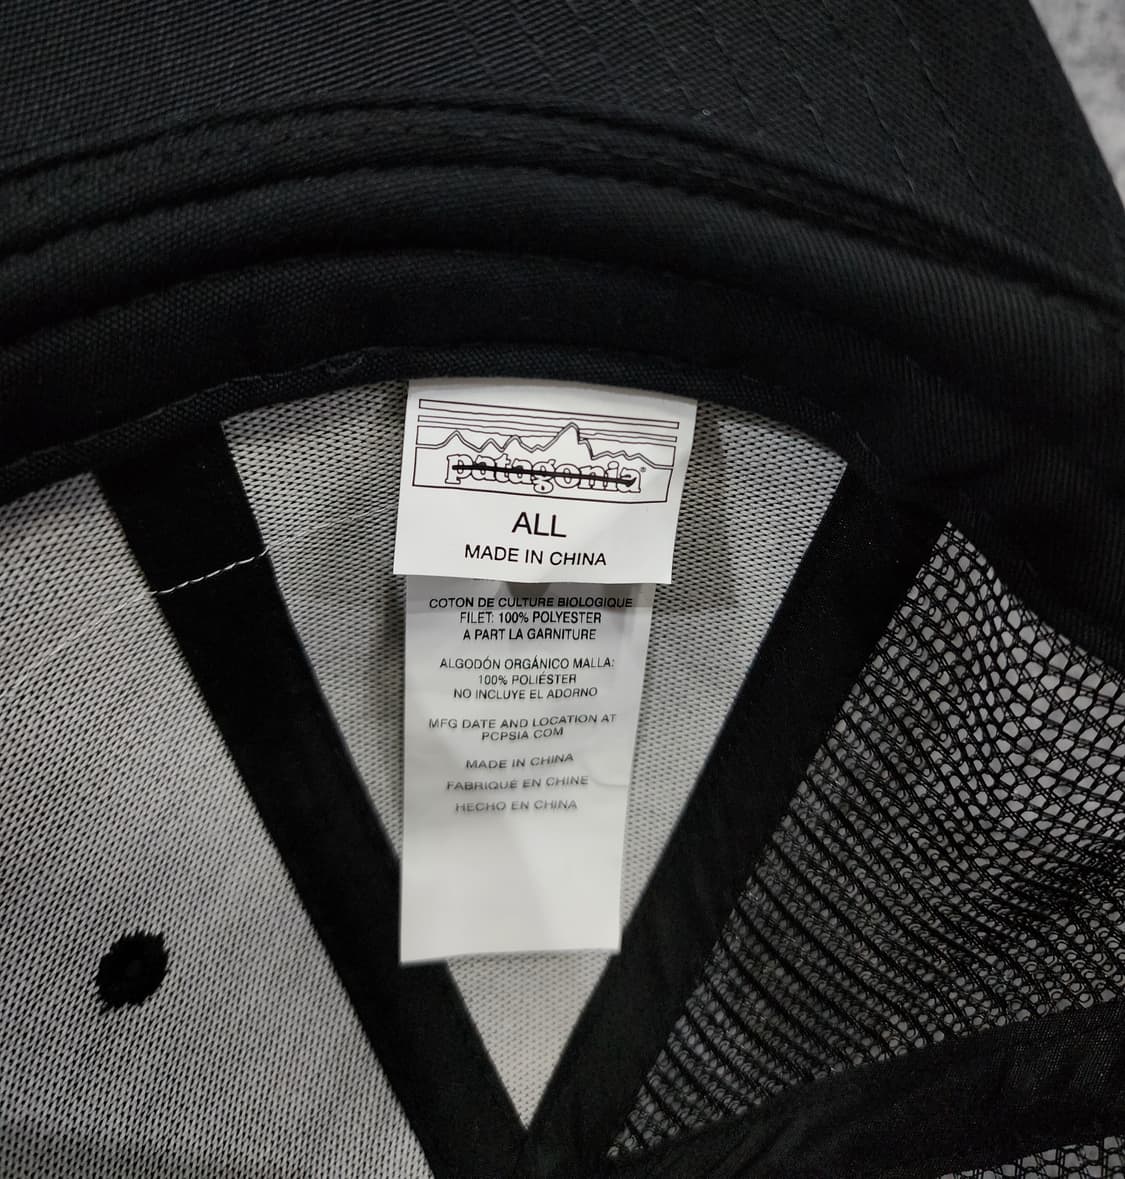 patagonia®
ALL
MADE IN CHINA
COTON DE CULTURE BIOLOGIQUE
FILET: 100% POLYESTER
A PART LA GARNITURE
ALGODÓN ORGÁNICO MALLA:
100% POLIÉSTER
NO INCLUYE EL ADORNO
MFG DATE AND LOCATION AT
PCPSIA COM
MADE IN CHINA
FABRIQUÉ EN CHINE
HECHO EN CHINA